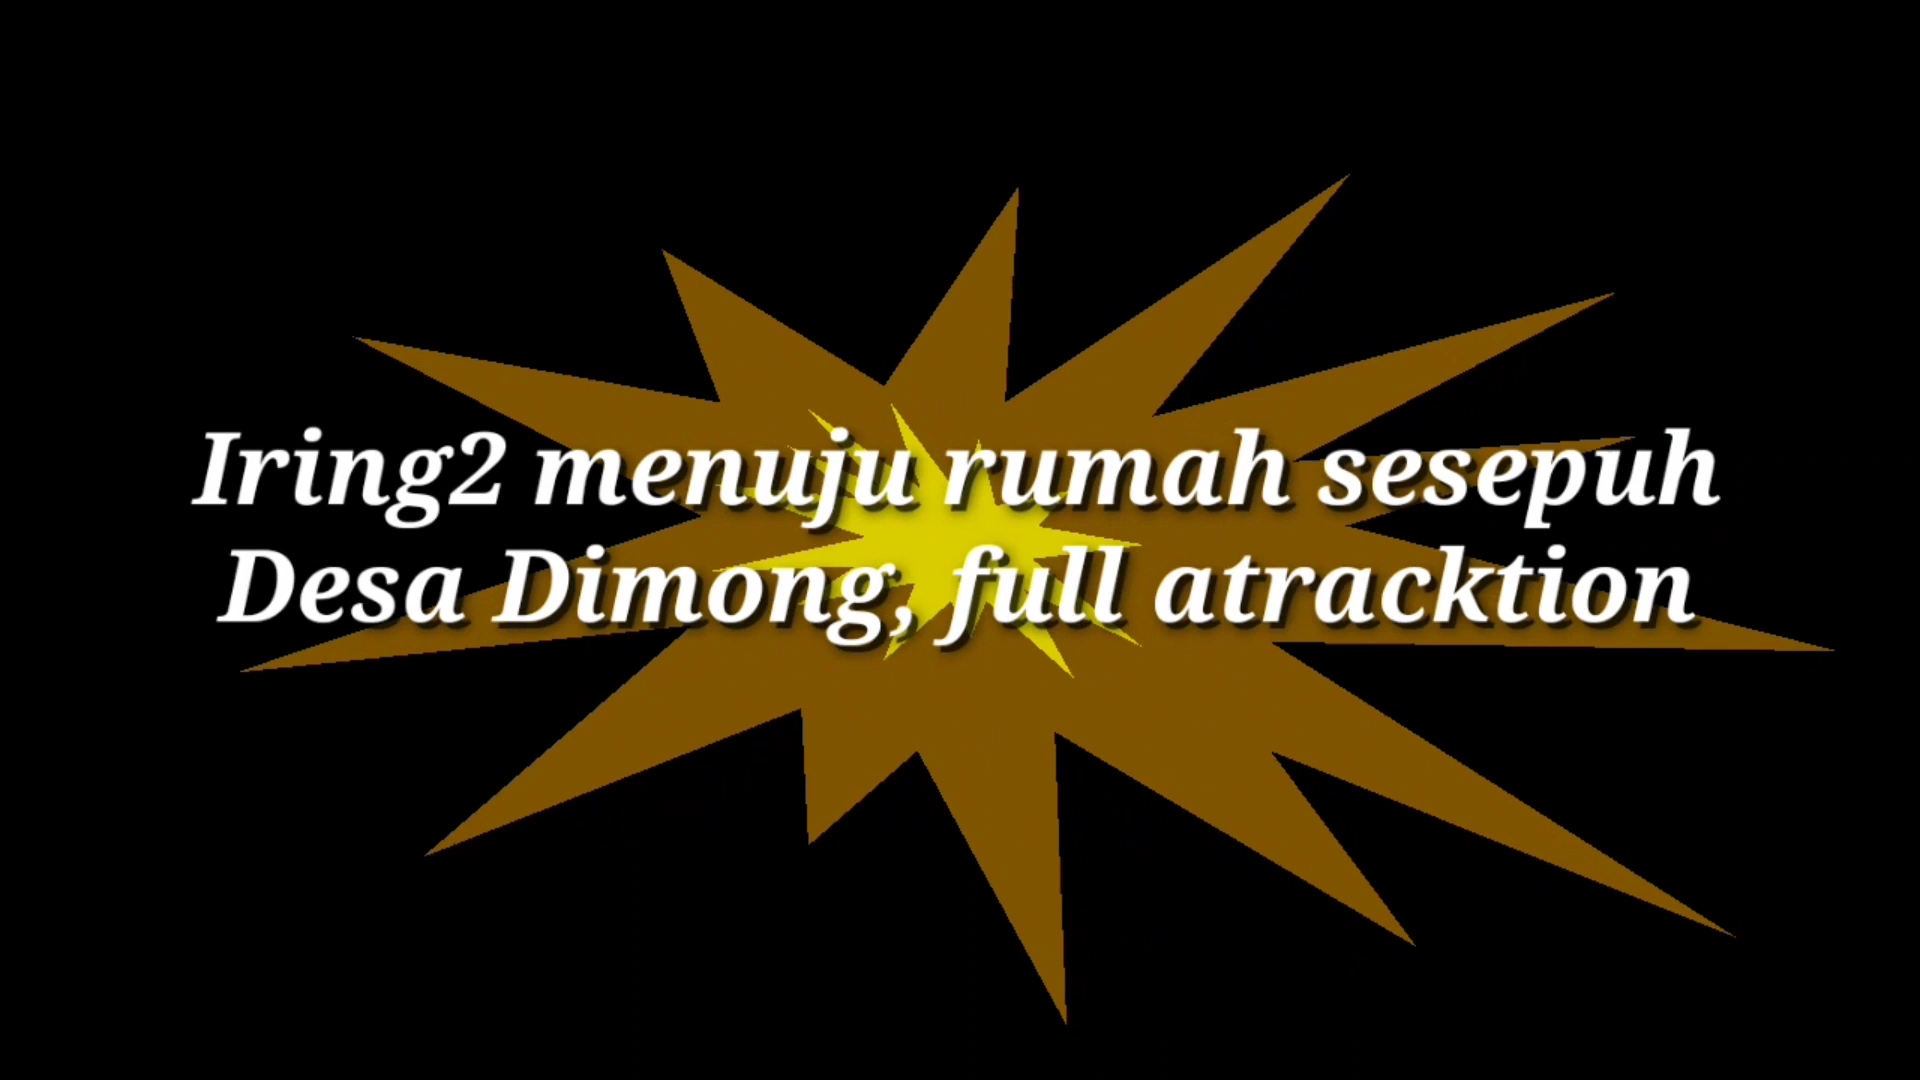 Iring2 menuju rumah sesepuh
Desa Dimong, full atracktion